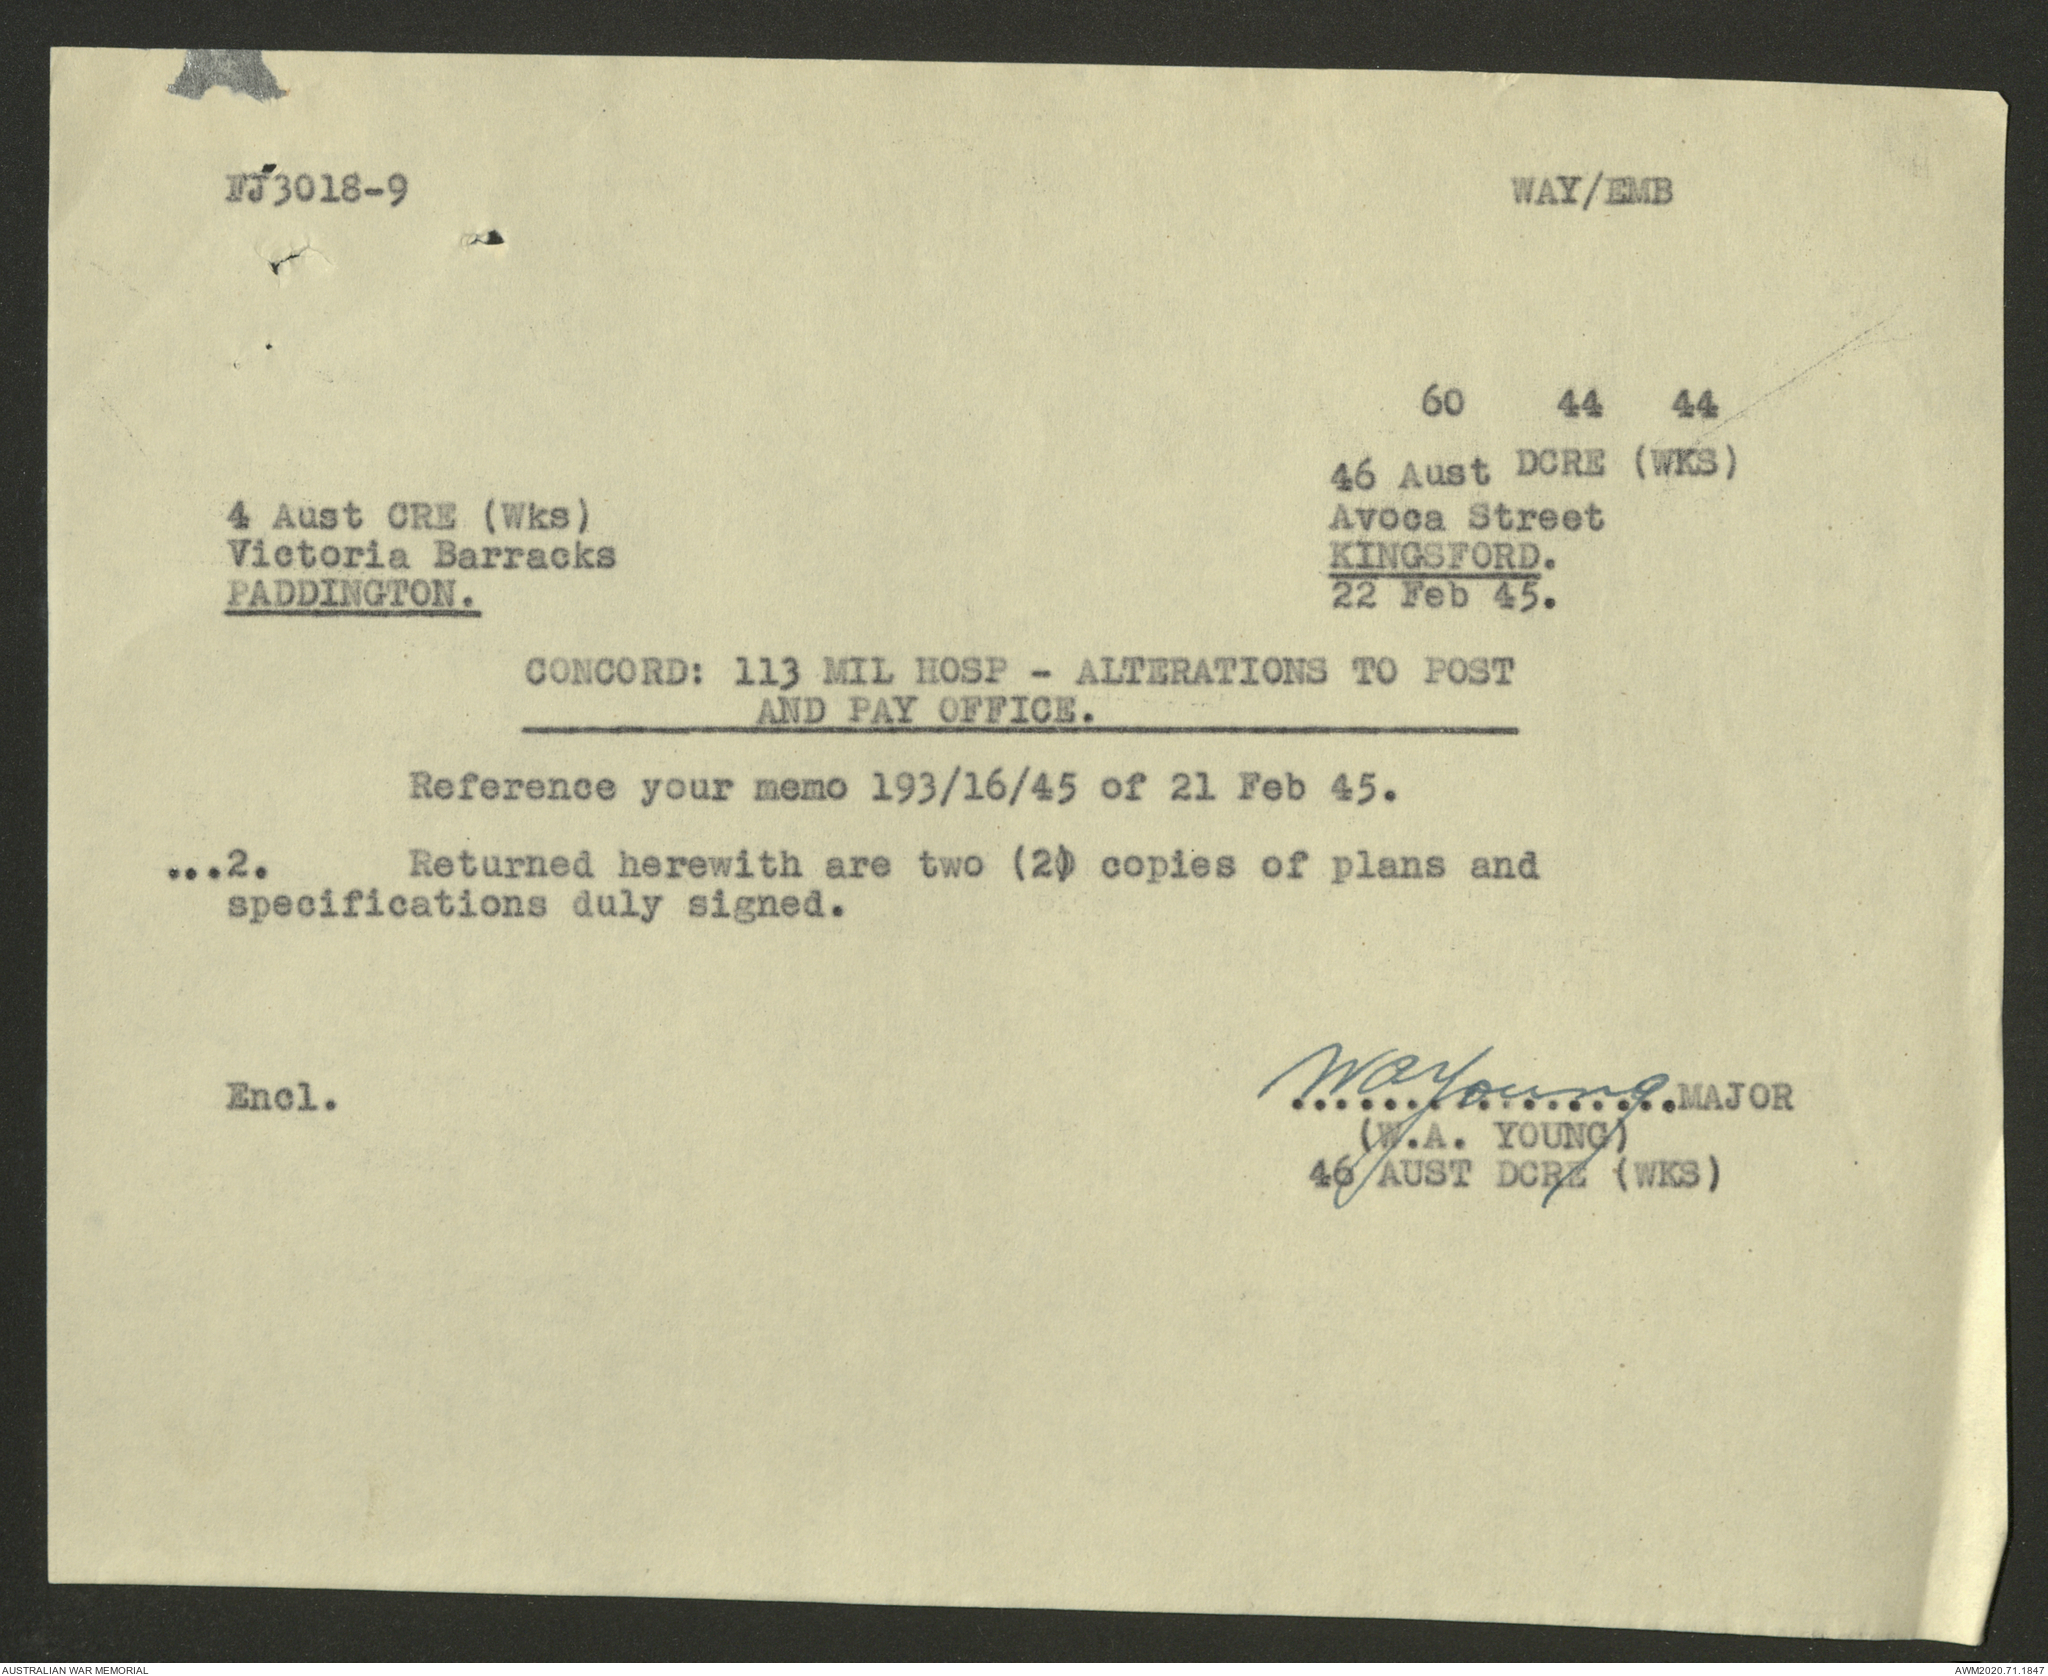 FJ3018-9
WAY/EMB
60 44 44
46 Aust DCRE (WKS)
Avoca Street
KINGSFORD.
22 Feb 45.
4 Aust CRE (Wks)
Victoria Barracks
PADDINGTON.
CONCORD: 113 MIL HOSP - ALTERATIONS TO POST
AND PAY OFFICE.
Reference your memo 193/16/45 of 21 Feb 45.
...2. Returned herewith are two (2) copies of plans and
specifications duly signed.
Encl.
WAYoung
.................MAJOR
(W.A. YOUNG)
46 AUST DCRE (WKS)
AUSTRALIAN WAR MEMORIAL
AWM2020.71.1847